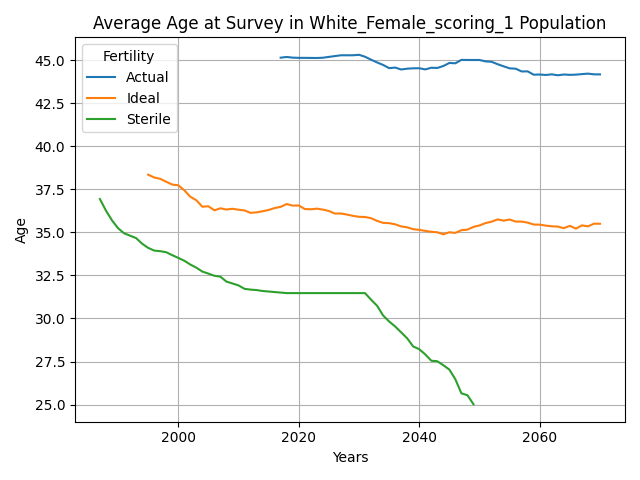 Average Age at Survey in White_Female_scoring_1 Population
Fertility
Actual
Ideal
Sterile
Age
45.0
42.5
40.0
37.5
35.0
32.5
30.0
27.5
25.0
2000
2020
2040
2060
Years